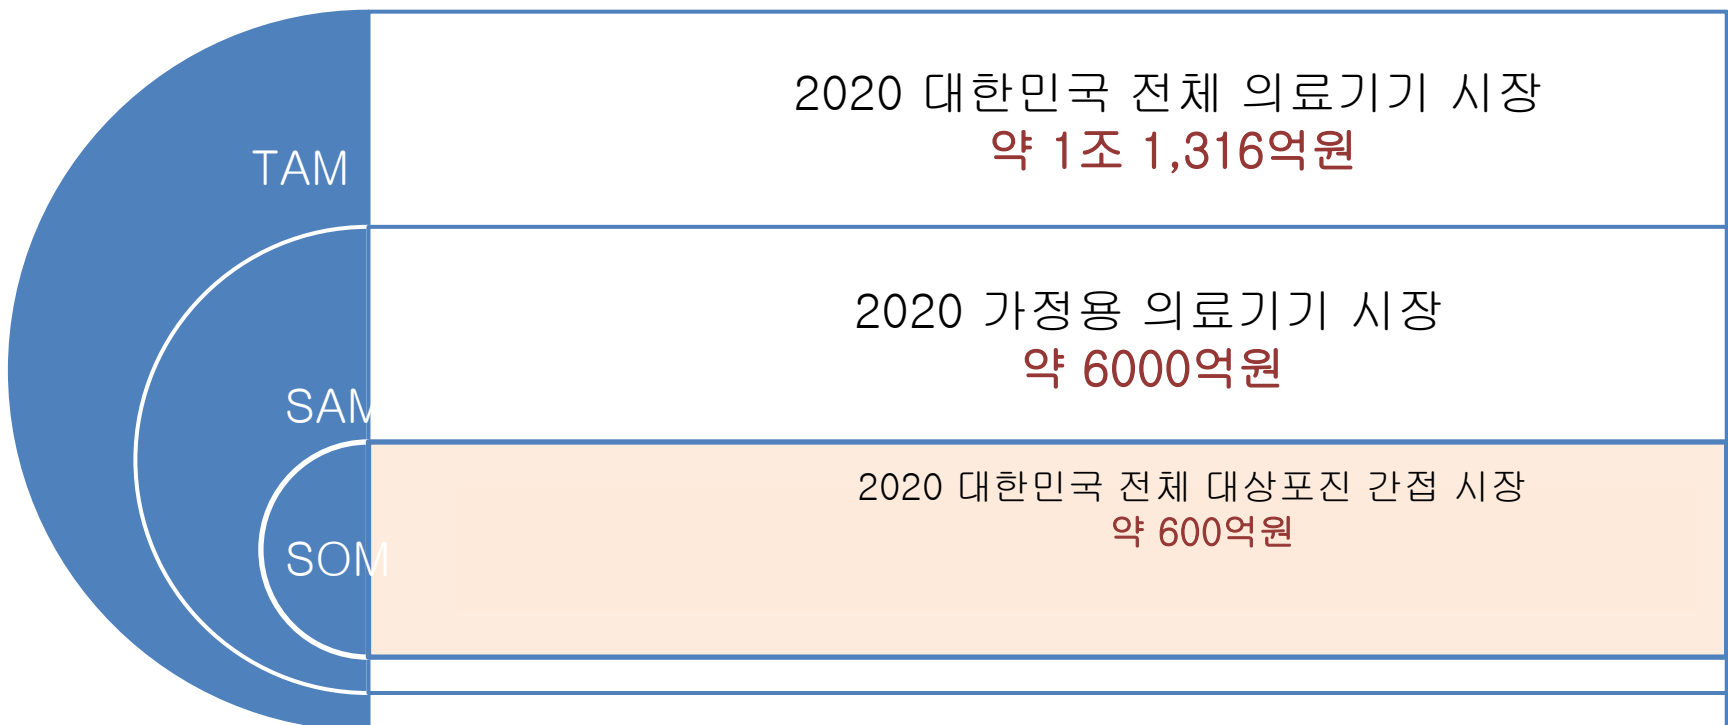 2020 대한민국 전체 의료기기 시장
약 1조 1,316억원
TAM
2020 가정용 의료기기 시장
약 6000억원
SAM
2020 대한민국 전체 대상포진 간접 시장
약 600억원
SOM